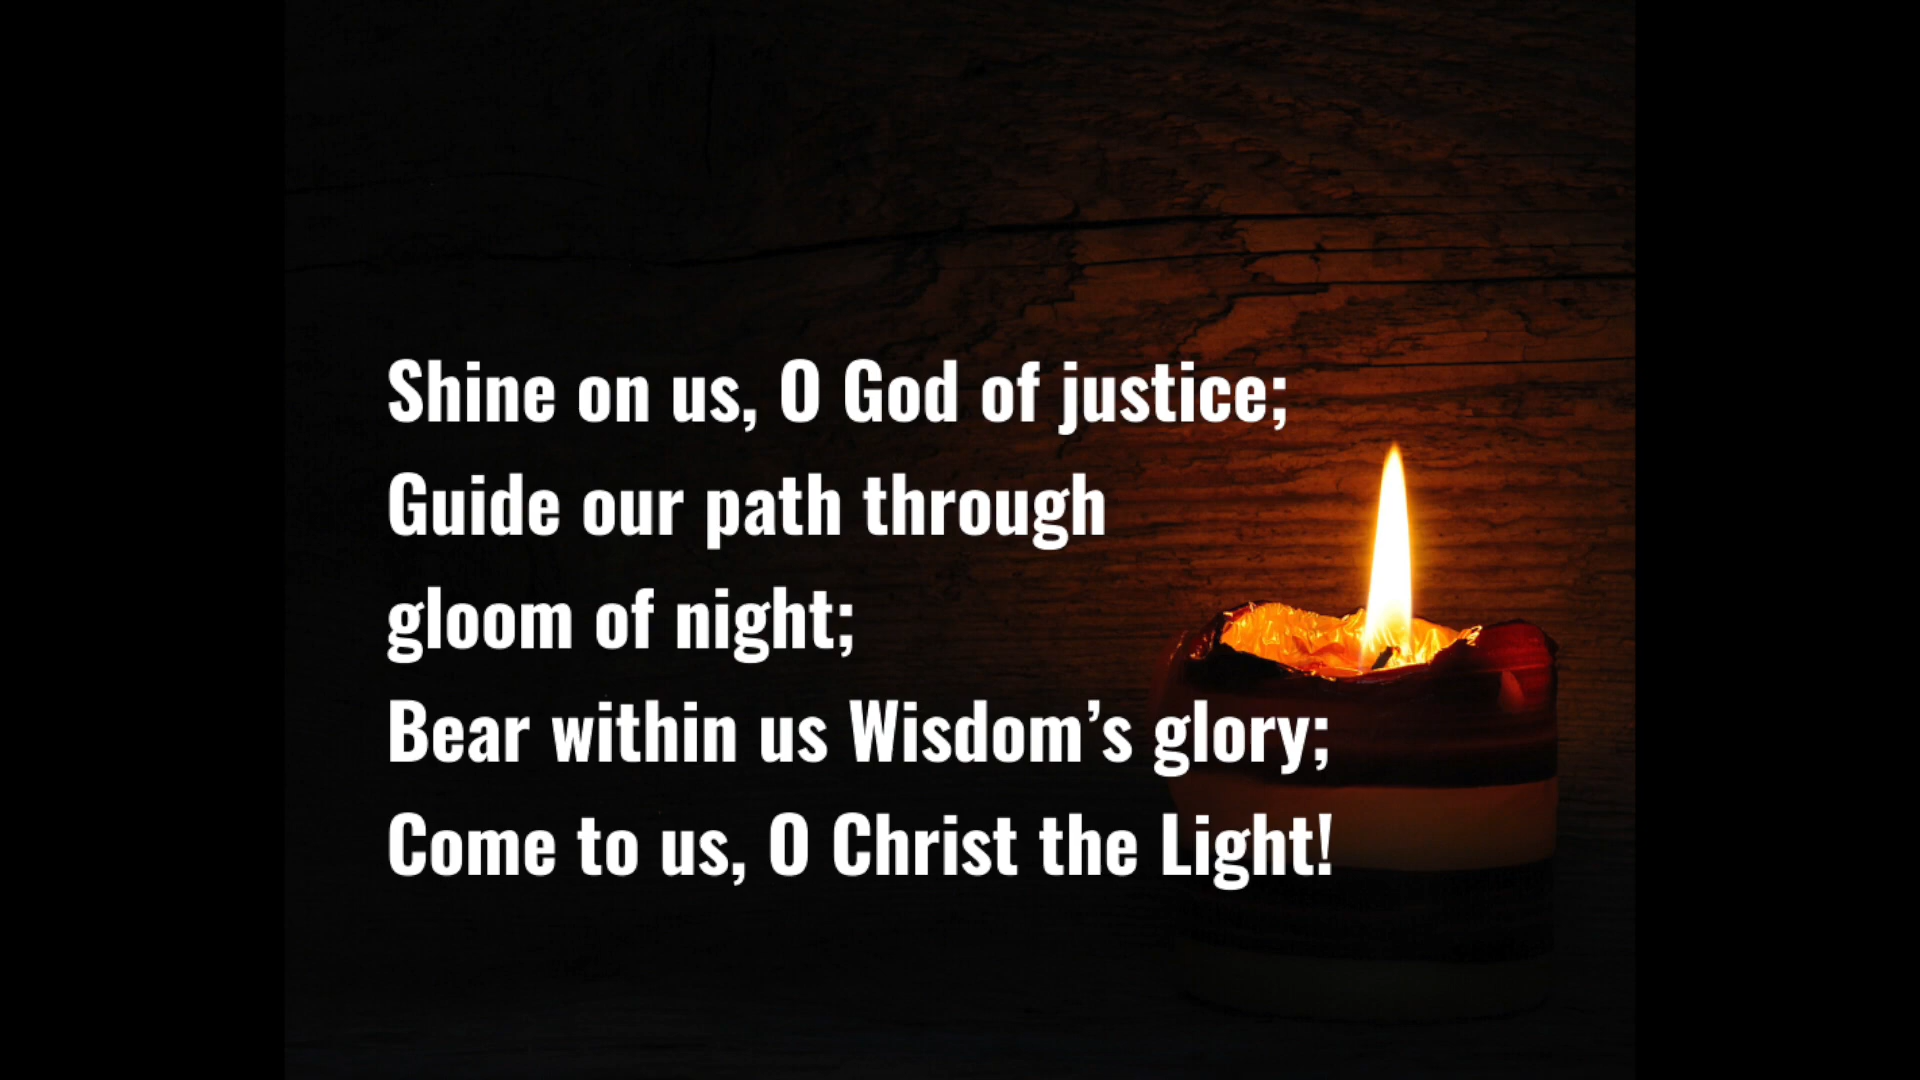 Shine on us, O God of justice;
Guide our path through
gloom of night;
Bear within us Wisdom’s glory;
Come to us, O Christ the Light!